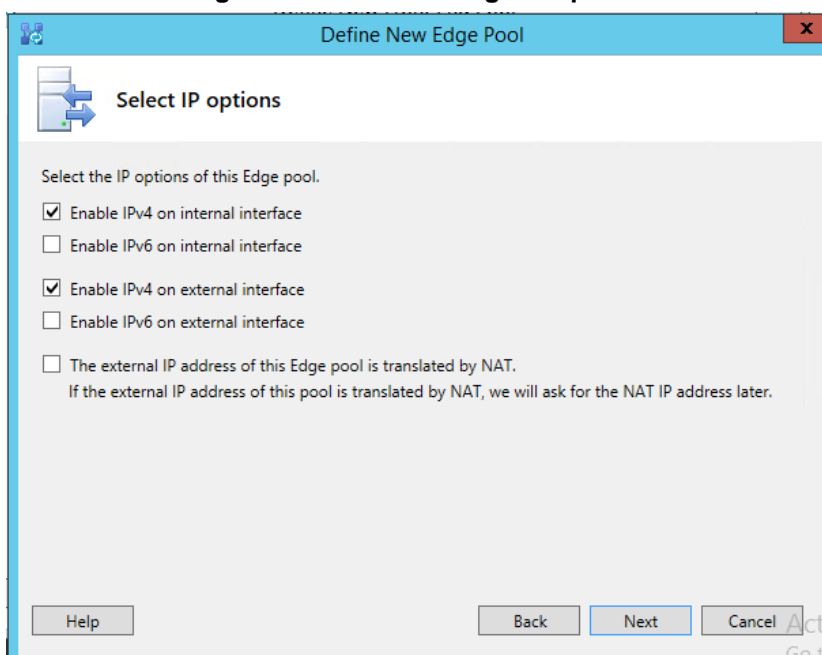 Define New Edge Pool
x
Select IP options
Select the IP options of this Edge pool.
Enable IPv4 on internal interface
Enable IPv6 on internal interface
Enable IPv4 on external interface
Enable IPv6 on external interface
The external IP address of this Edge pool is translated by NAT.
If the external IP address of this pool is translated by NAT, we will ask for the NAT IP address later.
Help
Back
Next
Cancel